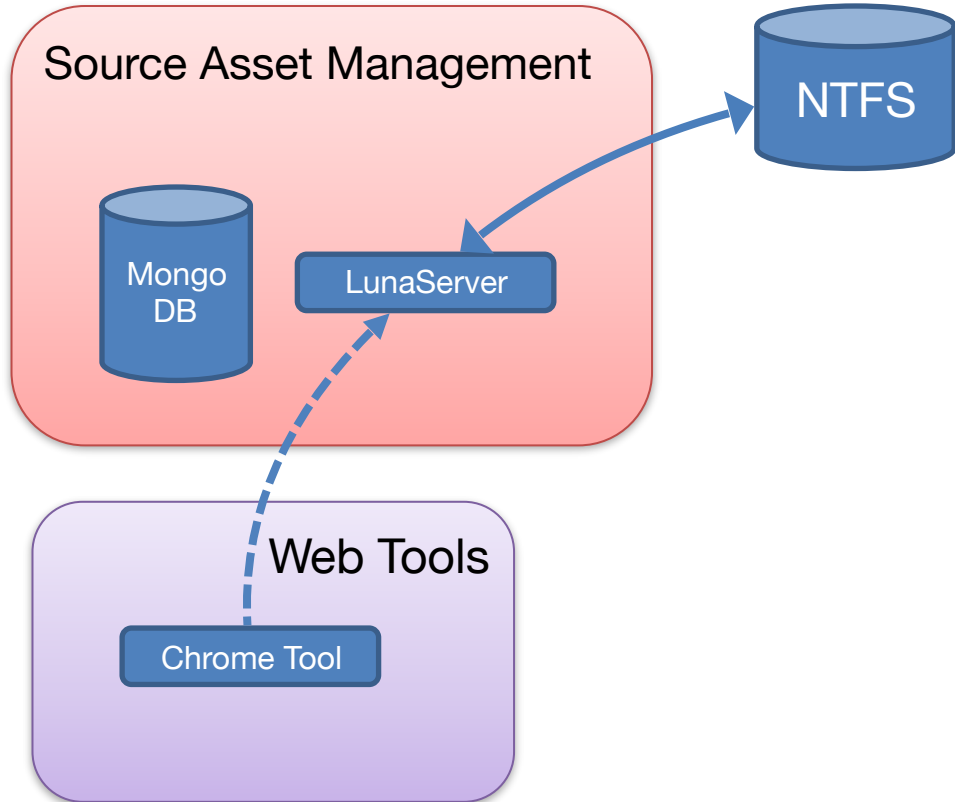 Source Asset Management
NTFS
Mongo
DB
LunaServer
Web Tools
Chrome Tool